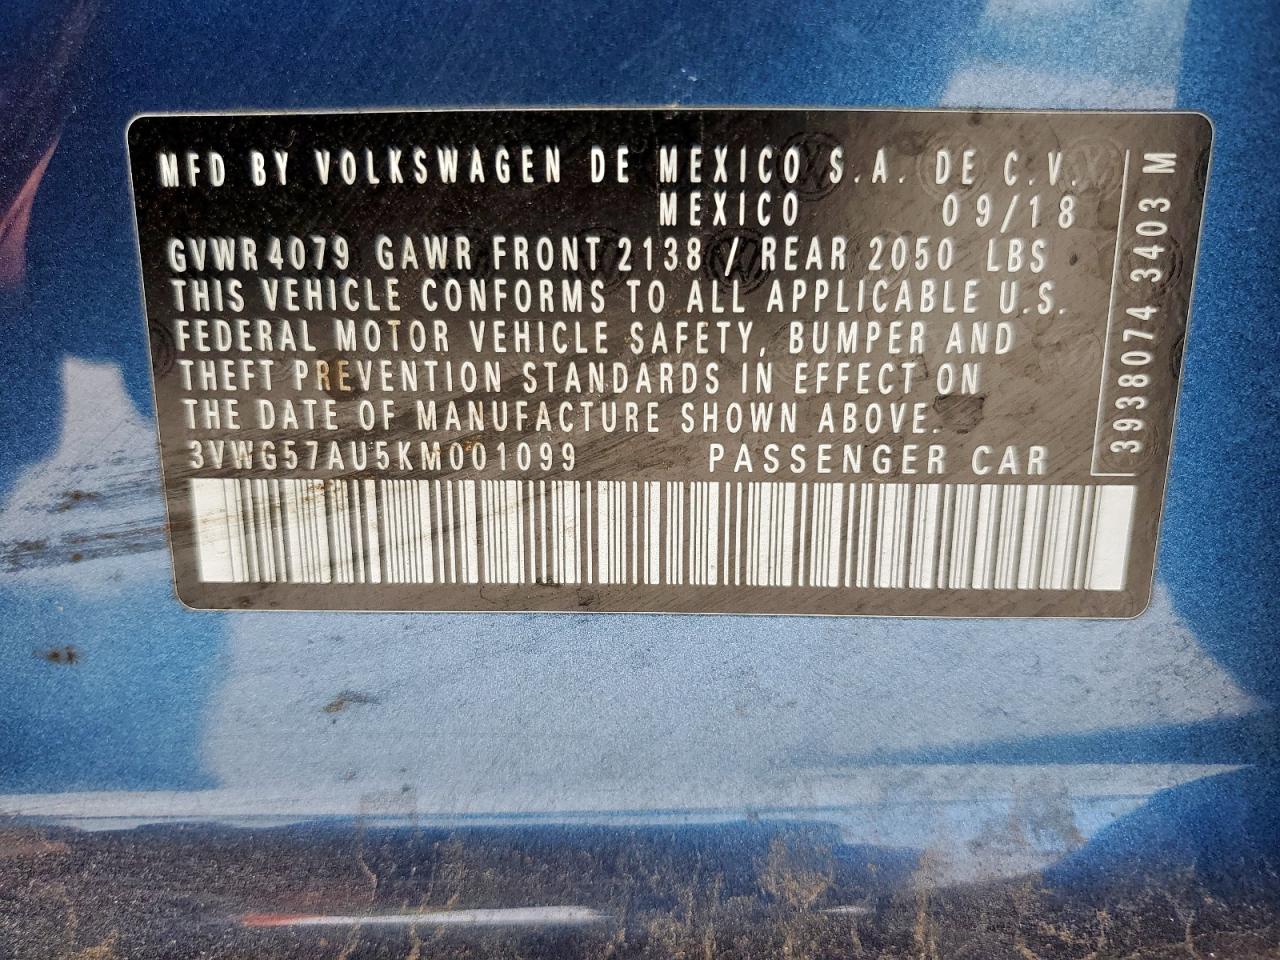 MFD BY VOLKSWAGEN DE MEXICO S.A. DE C.V.
MEXICO 09/18
GVWR 4079 GAWR FRONT 2138 / REAR 2050 LBS
THIS VEHICLE CONFORMS TO ALL APPLICABLE U.S.
FEDERAL MOTOR VEHICLE SAFETY, BUMPER AND
THEFT PREVENTION STANDARDS IN EFFECT ON
THE DATE OF MANUFACTURE SHOWN ABOVE.
3VWG57AU5KM001099 PASSENGER CAR
3938074 3403 M